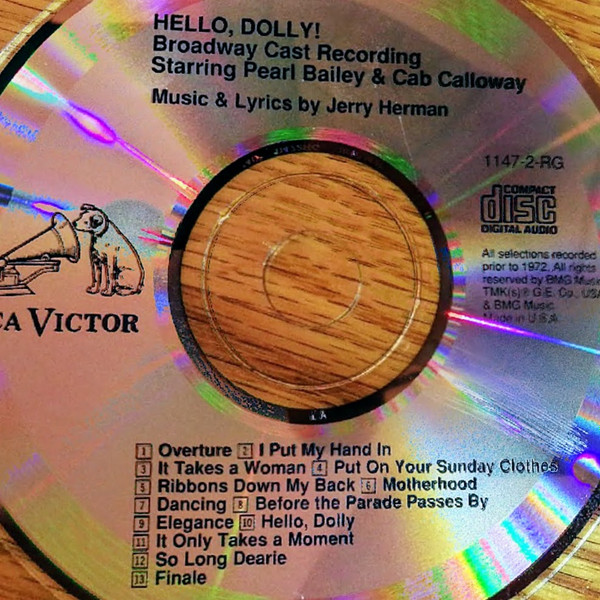 HELLO, DOLLY!
Broadway Cast Recording
Starring Pearl Bailey & Cab Calloway
Music & Lyrics by Jerry Herman
1147-2-RG
COMPACT
disc
DIGITAL AUDIO
All selections recorded
prior to 1972. All rights
reserved by BMG Music
TMK(s)® G.E. Co., USA
& BMG Music.
Made in U.S.A.
CA VICTOR
1 Overture 2 I Put My Hand In
3 It Takes a Woman 4 Put On Your Sunday Clothes
5 Ribbons Down My Back 6 Motherhood
7 Dancing 8 Before the Parade Passes By
9 Elegance 10 Hello, Dolly
11 It Only Takes a Moment
12 So Long Dearie
13 Finale